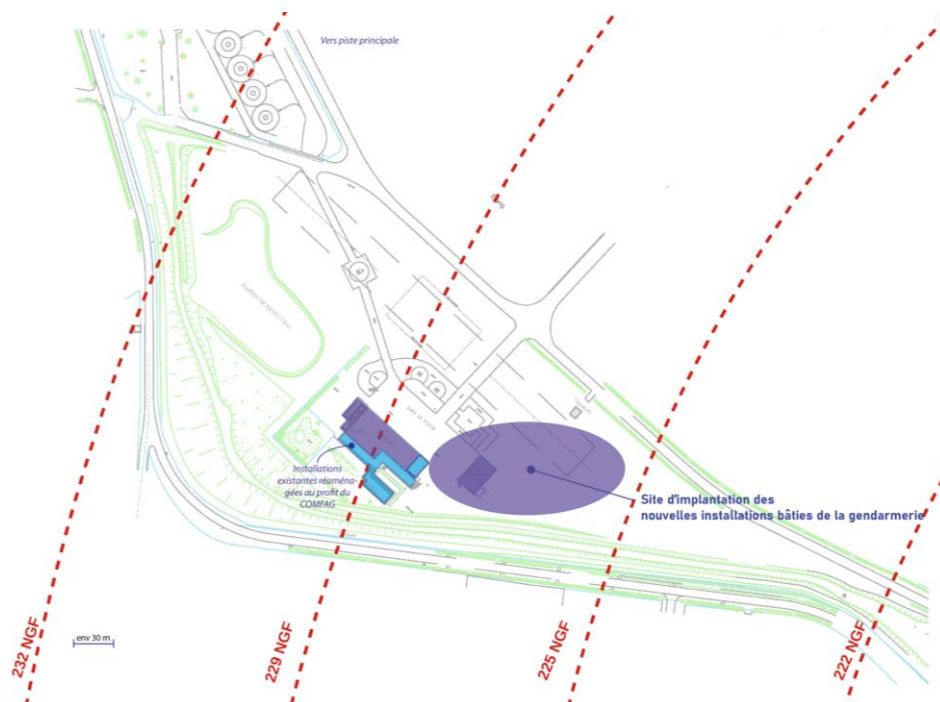 Vers piste principale
Installations
existantes réaména-
gées au profit du
COMFAG
Site d'implantation des
nouvelles installations bâties de la gendarmerie
env 30 m
232 NGF
229 NGF
225 NGF
222 NGF